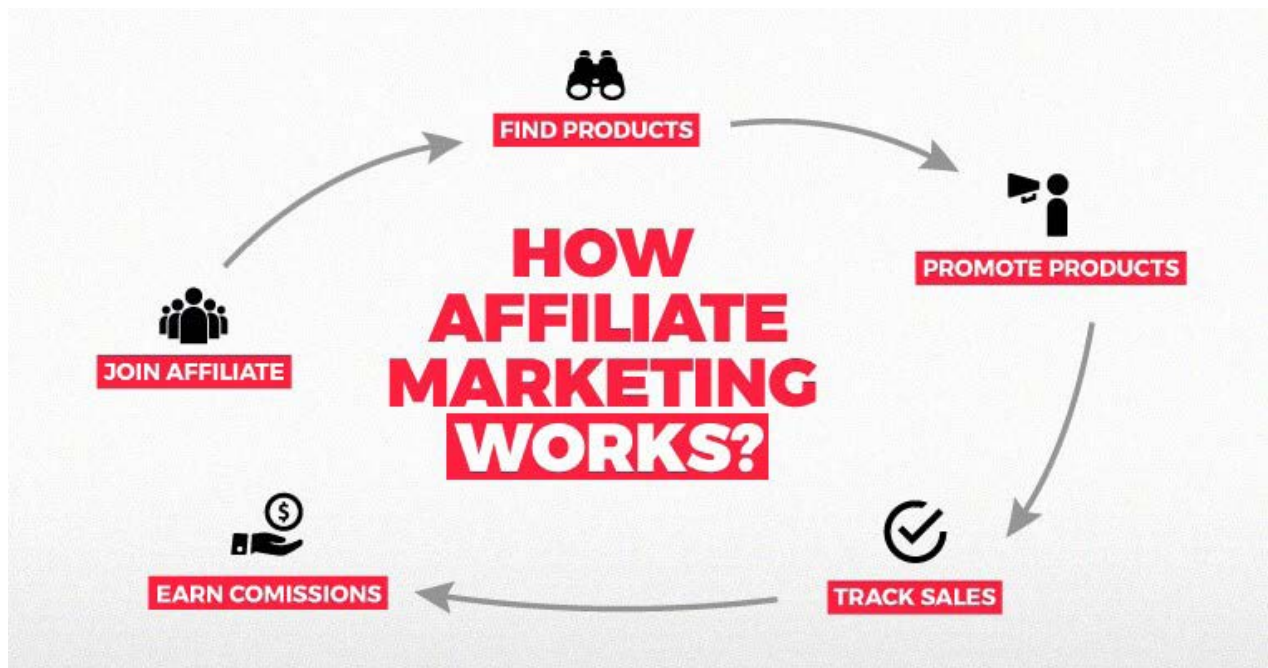 FIND PRODUCTS
PROMOTE PRODUCTS
HOW
AFFILIATE
MARKETING
WORKS?
JOIN AFFILIATE
EARN COMISSIONS
TRACK SALES